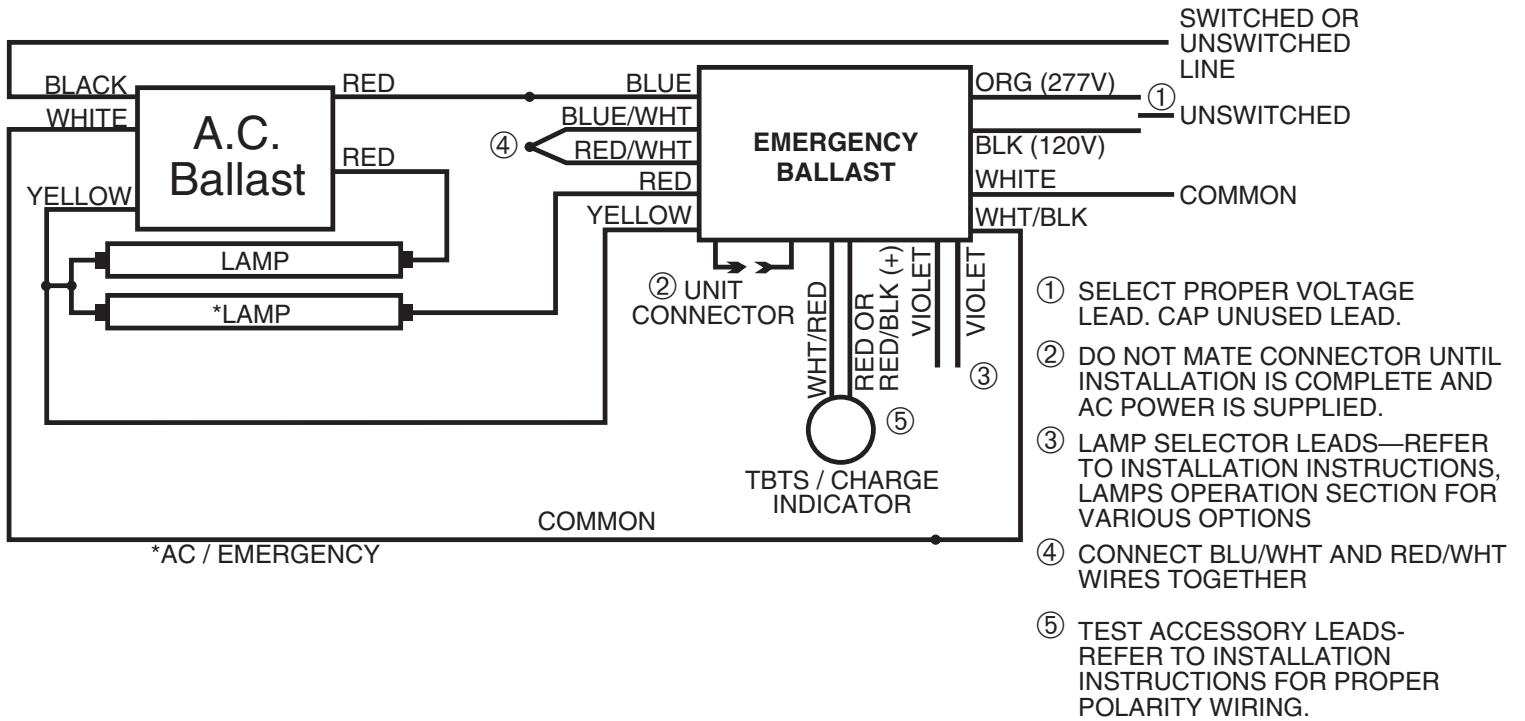 SWITCHED OR
UNSWITCHED
LINE
BLACK
RED
BLUE
ORG (277V)
①
WHITE
BLUE/WHT
UNSWITCHED
A.C.
Ballast
④
EMERGENCY
BALLAST
RED
RED/WHT
BLK (120V)
YELLOW
RED
WHITE
COMMON
YELLOW
WHT/BLK
LAMP
*LAMP
② UNIT
CONNECTOR
WHT/RED
RED OR
RED/BLK (+)
VIOLET
VIOLET
③
⑤
TBTS / CHARGE
INDICATOR
COMMON
*AC / EMERGENCY
① SELECT PROPER VOLTAGE
LEAD. CAP UNUSED LEAD.
② DO NOT MATE CONNECTOR UNTIL
INSTALLATION IS COMPLETE AND
AC POWER IS SUPPLIED.
③ LAMP SELECTOR LEADS—REFER
TO INSTALLATION INSTRUCTIONS,
LAMPS OPERATION SECTION FOR
VARIOUS OPTIONS
④ CONNECT BLU/WHT AND RED/WHT
WIRES TOGETHER
⑤ TEST ACCESSORY LEADS-
REFER TO INSTALLATION
INSTRUCTIONS FOR PROPER
POLARITY WIRING.